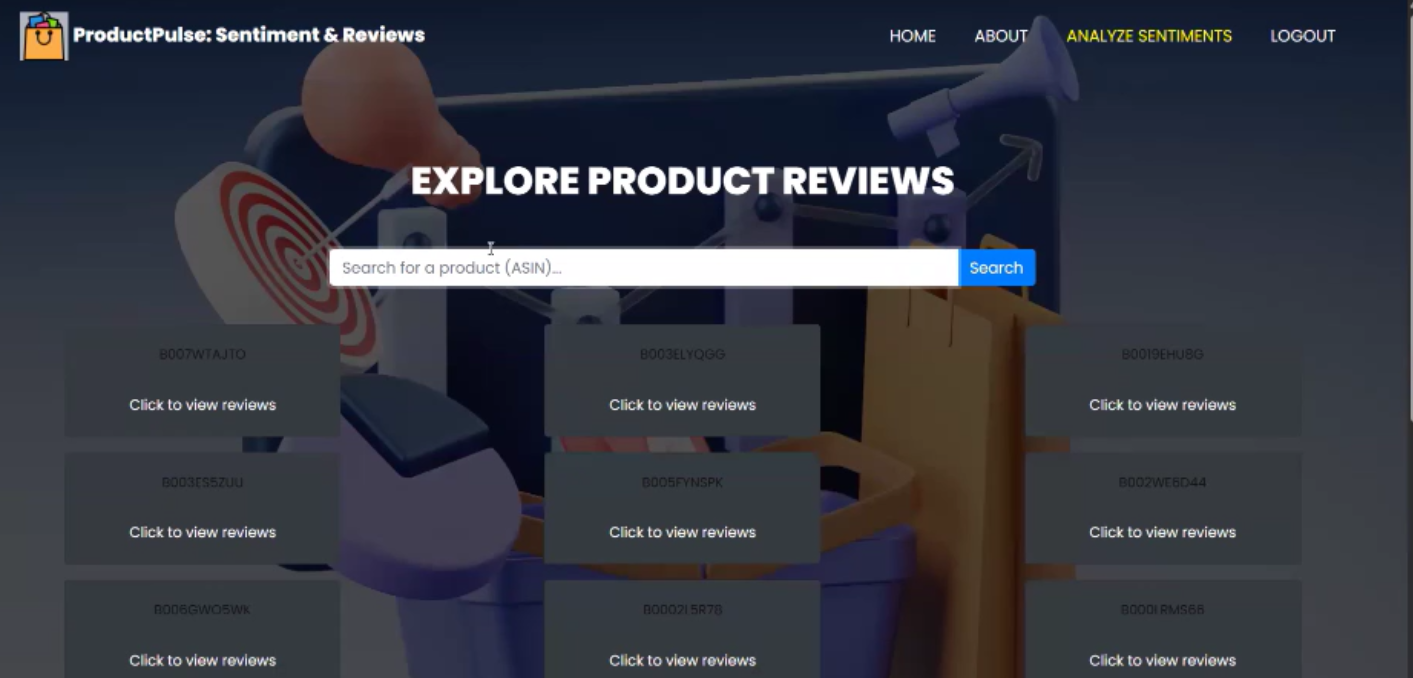 ProductPulse: Sentiment & Reviews HOME ABOUT ANALYZE SENTIMENTS LOGOUT
EXPLORE PRODUCT REVIEWS
Search for a product (ASIN)... Search
B007WTAJTO B003ELYQGG B0019EHU8G
Click to view reviews Click to view reviews Click to view reviews
B003ES5ZUU B005FYNSPK B002WE6D44
Click to view reviews Click to view reviews Click to view reviews
B006GWO5WK B0002L5R78 B000LRMS66
Click to view reviews Click to view reviews Click to view reviews